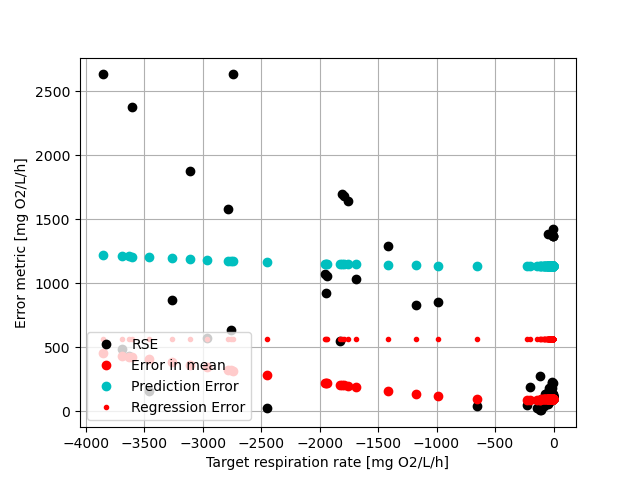 2500
2000
1500
1000
500
0
Error metric [mg O2/L/h]
RSE
Error in mean
Prediction Error
Regression Error
−4000 −3500 −3000 −2500 −2000 −1500 −1000 −500 0
Target respiration rate [mg O2/L/h]